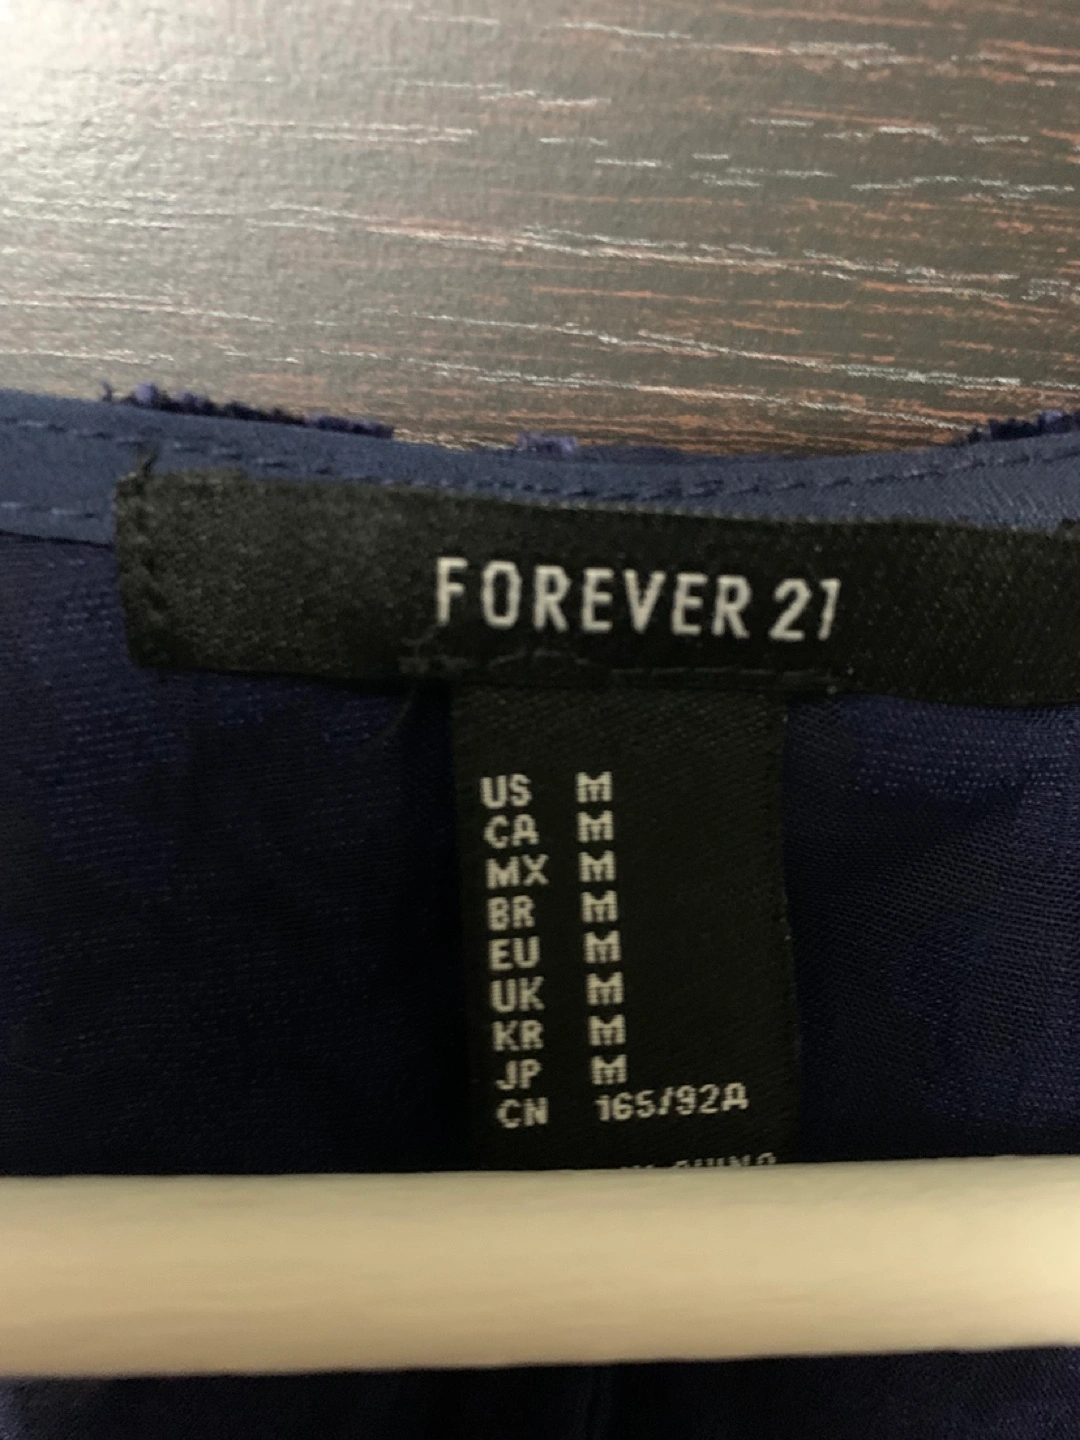 FOREVER 21
US M
CA M
MX M
BR M
EU M
UK M
KR M
JP M
CN 165/92A